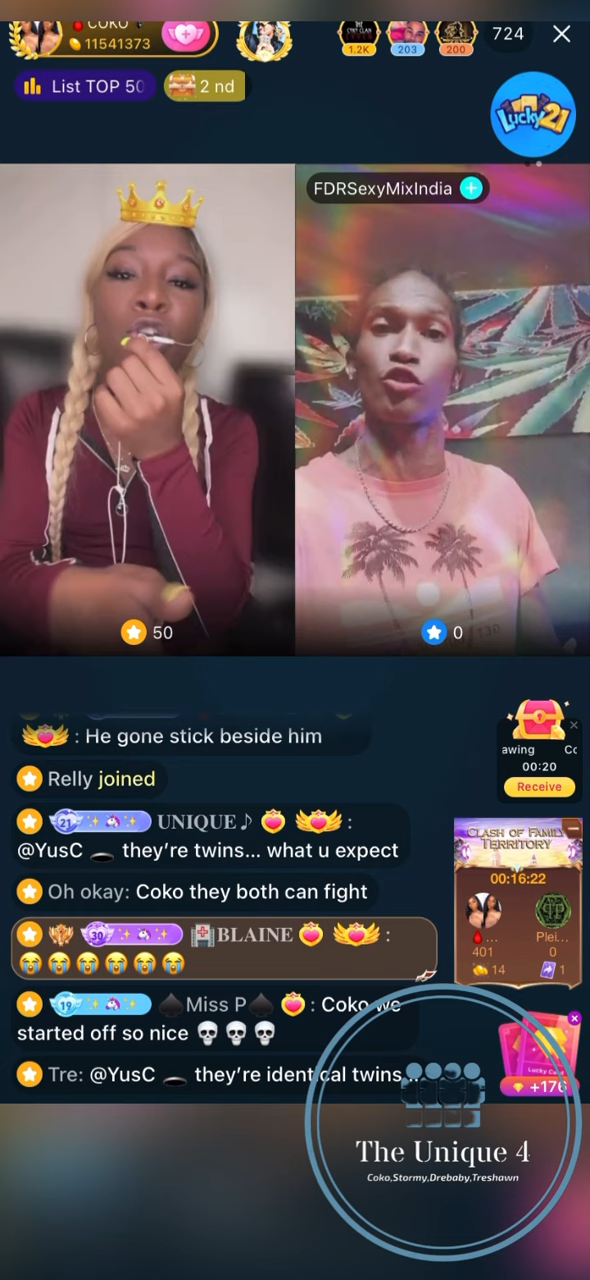 COKO
11541373
1.2K
203
200
724
List TOP 50
2 nd
Lucky21
FDRSexyMixIndia
50
0
: He gone stick beside him
awing
00:20
Receive
Relly joined
21 UNIQUE♪ :
@YusC 🕳️ they're twins... what u expect
Oh okay: Coko they both can fight
30 🏥BLAINE :
😭😭😭😭😭😭
19 ♠️Miss P♠️ : Coko we
started off so nice 💀💀💀
Tre: @YusC 🕳️ they're identical twins...
CLASH OF FAMILY
TERRITORY
00:16:22
Plei...
401
0
14
1
Lucky Card
+176
The Unique 4
Coko,Stormy,Drebaby,Treshawn